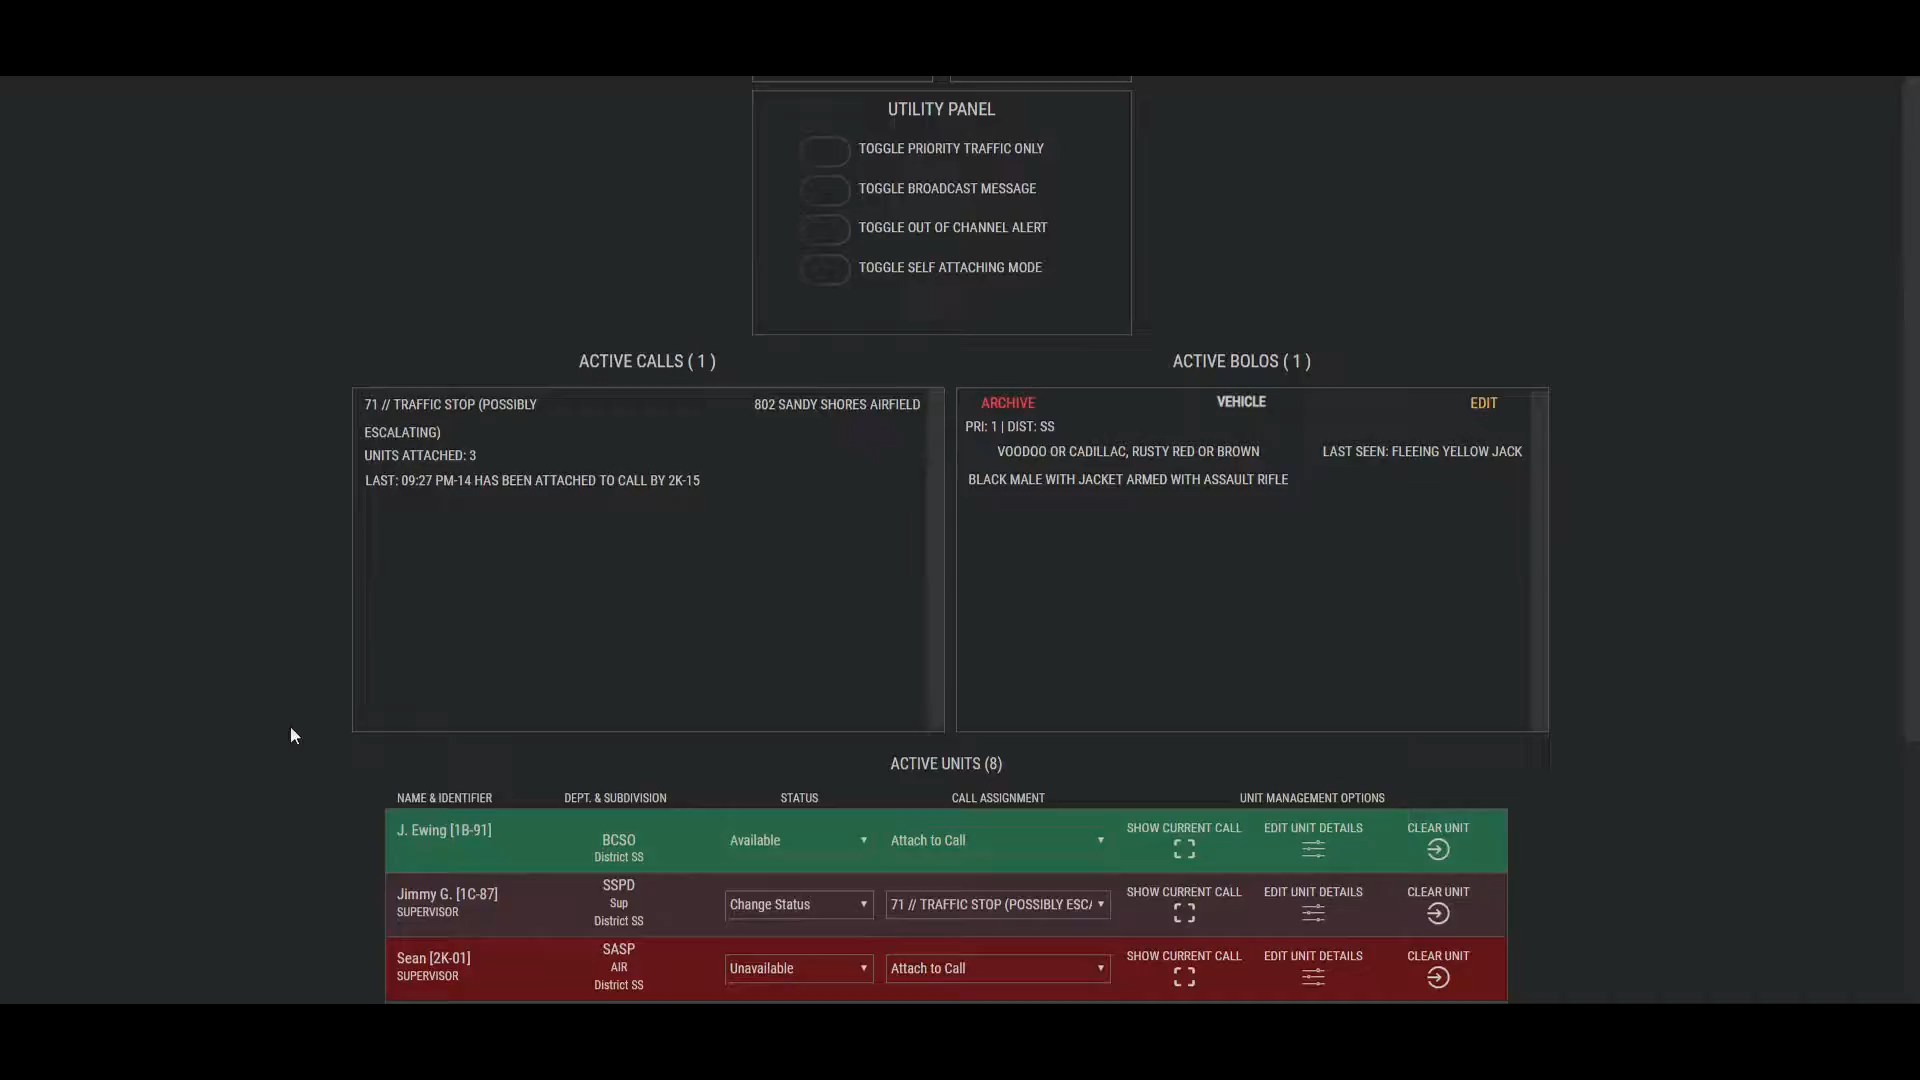 UTILITY PANEL
TOGGLE PRIORITY TRAFFIC ONLY
TOGGLE BROADCAST MESSAGE
TOGGLE OUT OF CHANNEL ALERT
TOGGLE SELF ATTACHING MODE
ACTIVE CALLS ( 1 )
71 // TRAFFIC STOP (POSSIBLY 802 SANDY SHORES AIRFIELD
ESCALATING)
UNITS ATTACHED: 3
LAST: 09:27 PM-14 HAS BEEN ATTACHED TO CALL BY 2K-15
ACTIVE BOLOS ( 1 )
ARCHIVE VEHICLE EDIT
PRI: 1 | DIST: SS
VOODOO OR CADILLAC, RUSTY RED OR BROWN LAST SEEN: FLEEING YELLOW JACK
BLACK MALE WITH JACKET ARMED WITH ASSAULT RIFLE
ACTIVE UNITS (8)
NAME & IDENTIFIER DEPT. & SUBDIVISION STATUS CALL ASSIGNMENT UNIT MANAGEMENT OPTIONS
J. Ewing [1B-91]
BCSO
District SS
Available
Attach to Call
SHOW CURRENT CALL EDIT UNIT DETAILS CLEAR UNIT
Jimmy G. [1C-87]
SUPERVISOR
SSPD
Sup
District SS
Change Status
71 // TRAFFIC STOP (POSSIBLY ESCA
SHOW CURRENT CALL EDIT UNIT DETAILS CLEAR UNIT
Sean [2K-01]
SUPERVISOR
SASP
AIR
District SS
Unavailable
Attach to Call
SHOW CURRENT CALL EDIT UNIT DETAILS CLEAR UNIT